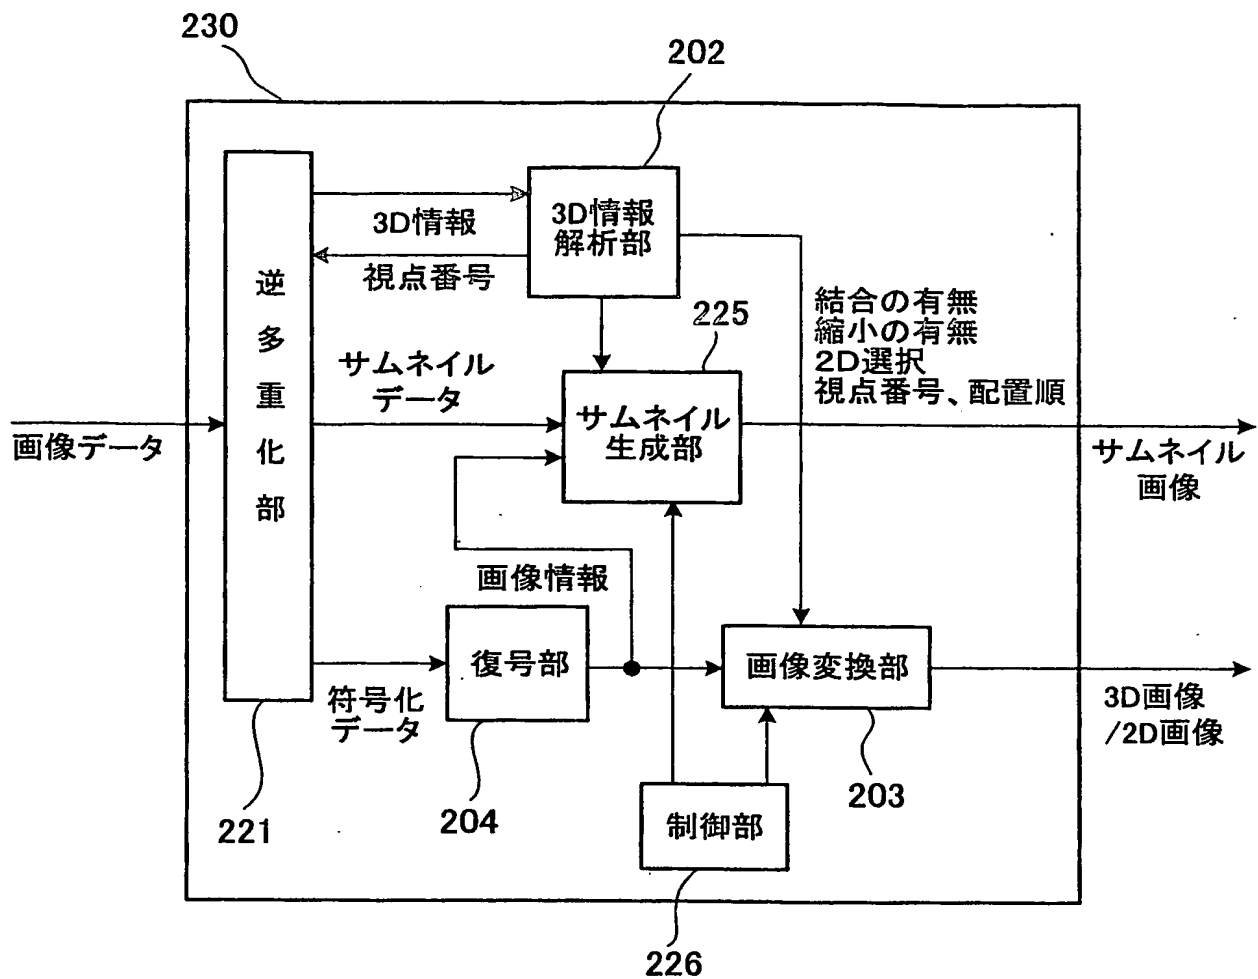 230
202
3D情報
解析部
3D情報
視点番号
逆多重化部
225
結合の有無
縮小の有無
2D選択
視点番号、配置順
サムネイル
データ
サムネイル
生成部
画像データ
サムネイル
画像
画像情報
復号部
画像変換部
符号化
データ
3D画像
/2D画像
221
204
制御部
203
226